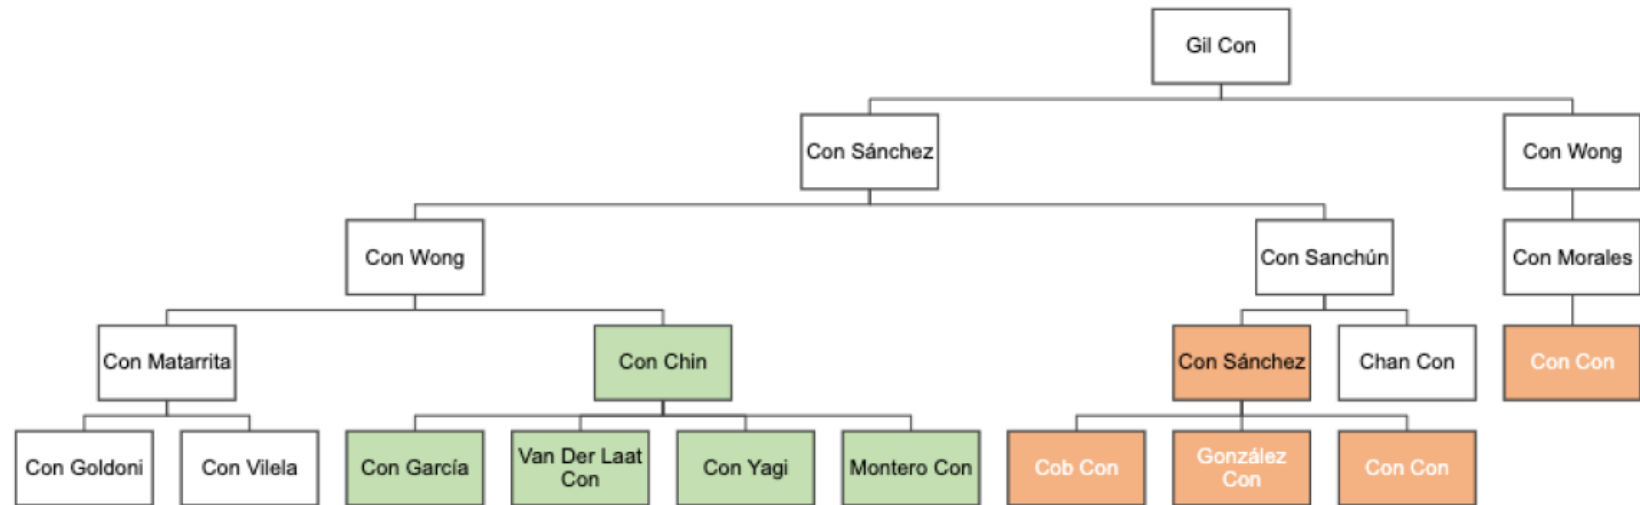 Gil Con
Con Sánchez
Con Wong
Con Wong
Con Sanchún
Con Morales
Con Matarrita
Con Chin
Con Sánchez
Chan Con
Con Con
Con Goldoni
Con Vilela
Con García
Van Der Laat
Con
Con Yagi
Montero Con
Cob Con
González
Con
Con Con